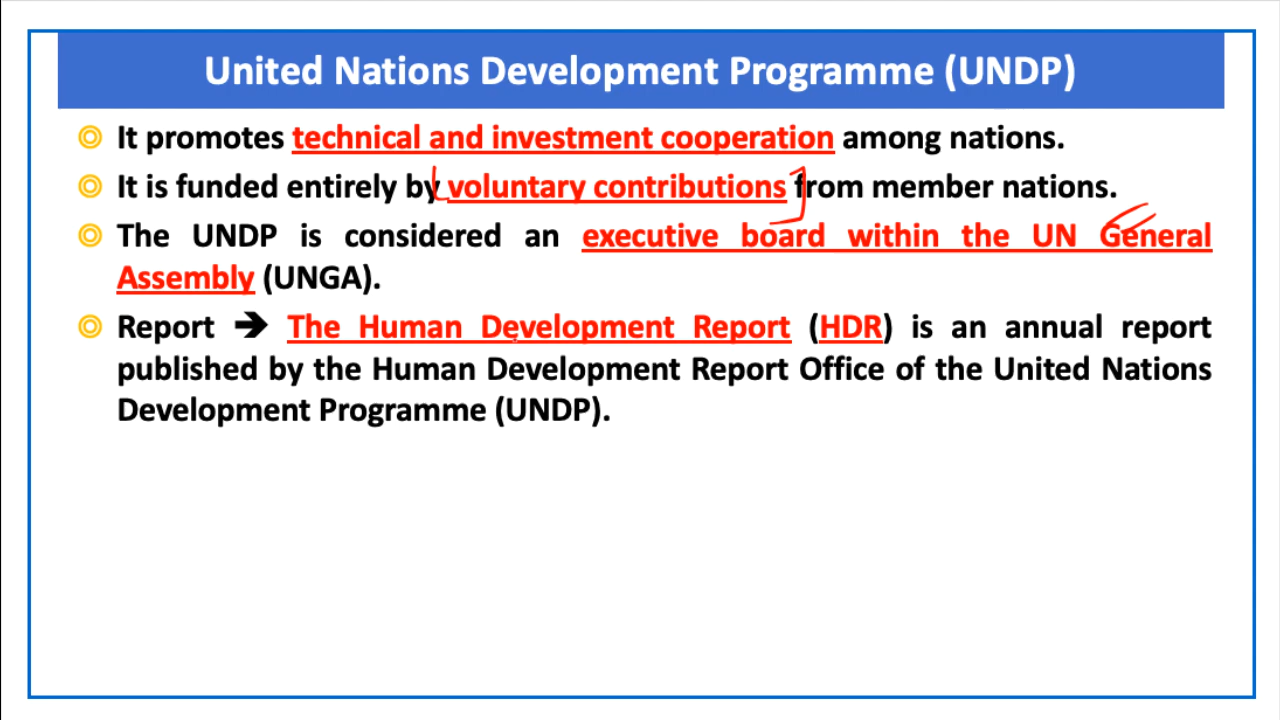 United Nations Development Programme (UNDP)
It promotes technical and investment cooperation among nations.
It is funded entirely by voluntary contributions from member nations.
The UNDP is considered an executive board within the UN General
Assembly (UNGA).
Report ➔ The Human Development Report (HDR) is an annual report
published by the Human Development Report Office of the United Nations
Development Programme (UNDP).